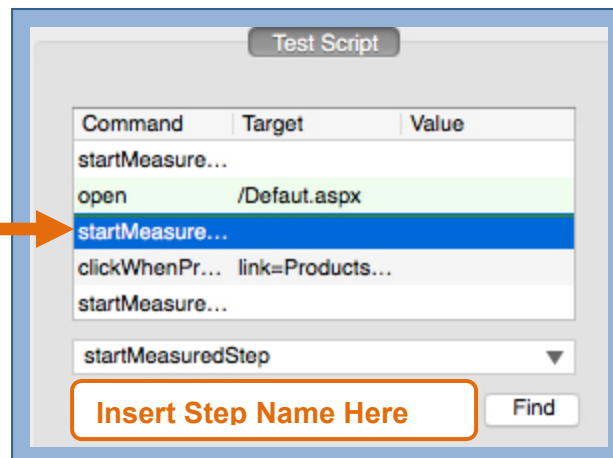 Test Script
Command Target Value
startMeasure...
open /Defaut.aspx
startMeasure...
clickWhenPr... link=Products...
startMeasure...
startMeasuredStep
Insert Step Name Here Find